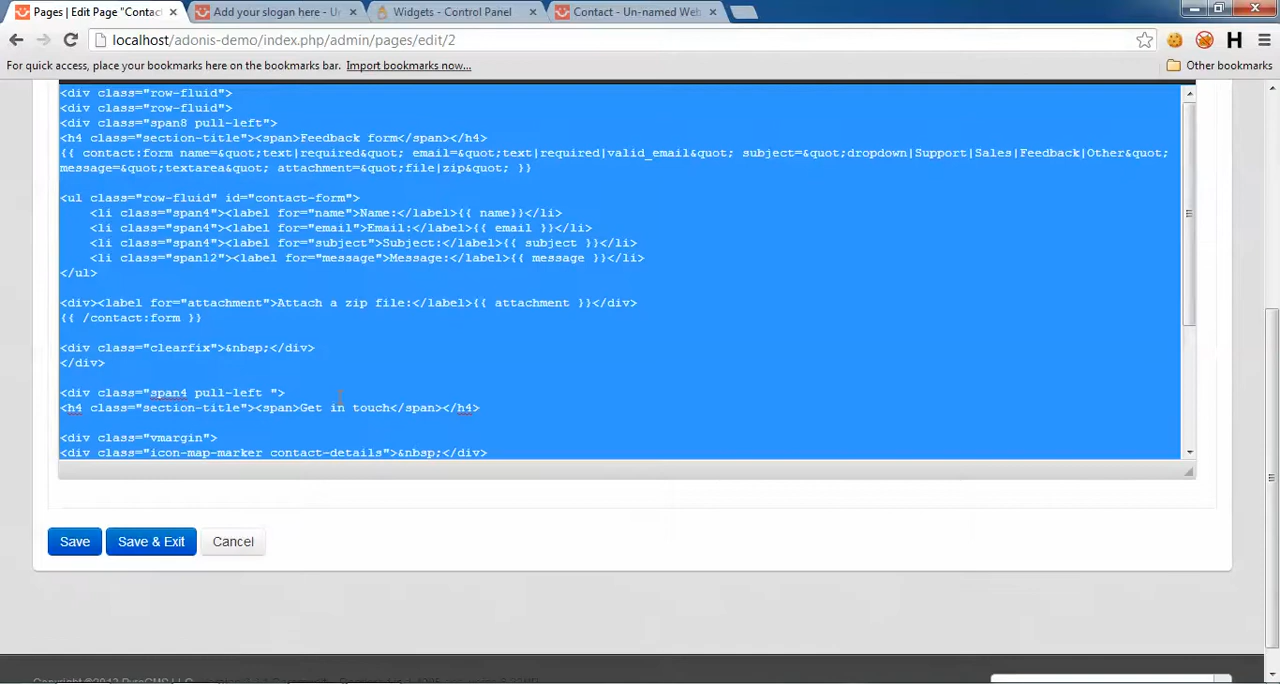 Pages | Edit Page "Contac
Add your slogan here - Un
Widgets - Control Panel
Contact - Un-named Web
localhost/adonis-demo/index.php/admin/pages/edit/2
For quick access, place your bookmarks here on the bookmarks bar. Import bookmarks now...
Other bookmarks
<div class="row-fluid">
<div class="row-fluid">
<div class="span8 pull-left">
<h4 class="section-title"><span>Feedback form</span></h4>
{{ contact:form name=&quot;text|required&quot; email=&quot;text|required|valid_email&quot; subject=&quot;dropdown|Support|Sales|Feedback|Other&quot;
message=&quot;textarea&quot; attachment=&quot;file|zip&quot; }}
<ul class="row-fluid" id="contact-form">
<li class="span4"><label for="name">Name:</label>{{ name}}</li>
<li class="span4"><label for="email">Email:</label>{{ email }}</li>
<li class="span4"><label for="subject">Subject:</label>{{ subject }}</li>
<li class="span12"><label for="message">Message:</label>{{ message }}</li>
</ul>
<div><label for="attachment">Attach a zip file:</label>{{ attachment }}</div>
{{ /contact:form }}
<div class="clearfix">&nbsp;</div>
</div>
<div class="span4 pull-left ">
<h4 class="section-title"><span>Get in touch</span></h4>
<div class="vmargin">
<div class="icon-map-marker contact-details">&nbsp;</div>
Save
Save & Exit
Cancel